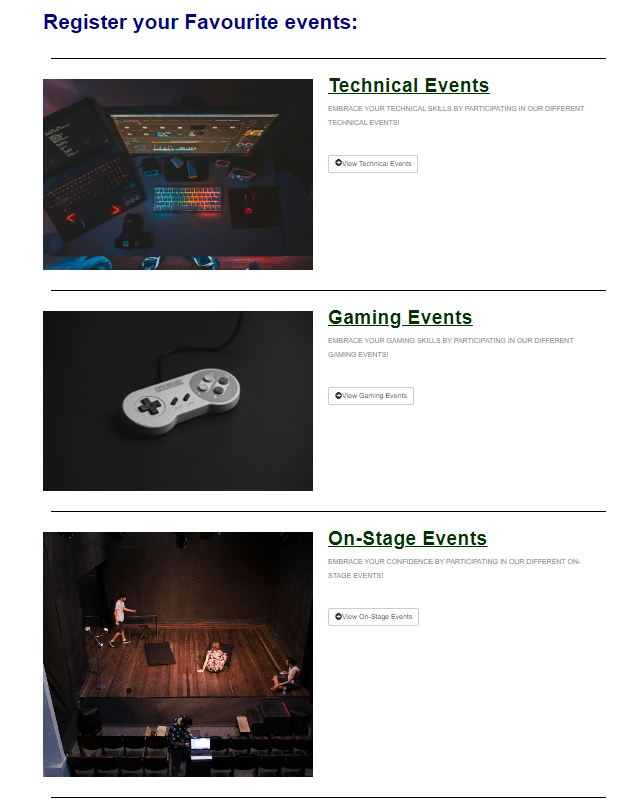 Register your Favourite events:
Technical Events
EMBRACE YOUR TECHNICAL SKILLS BY PARTICIPATING IN OUR DIFFERENT
TECHNICAL EVENTS!
View Technical Events
Gaming Events
EMBRACE YOUR GAMING SKILLS BY PARTICIPATING IN OUR DIFFERENT
GAMING EVENTS!
View Gaming Events
On-Stage Events
EMBRACE YOUR CONFIDENCE BY PARTICIPATING IN OUR DIFFERENT ON-
STAGE EVENTS!
View On-Stage Events